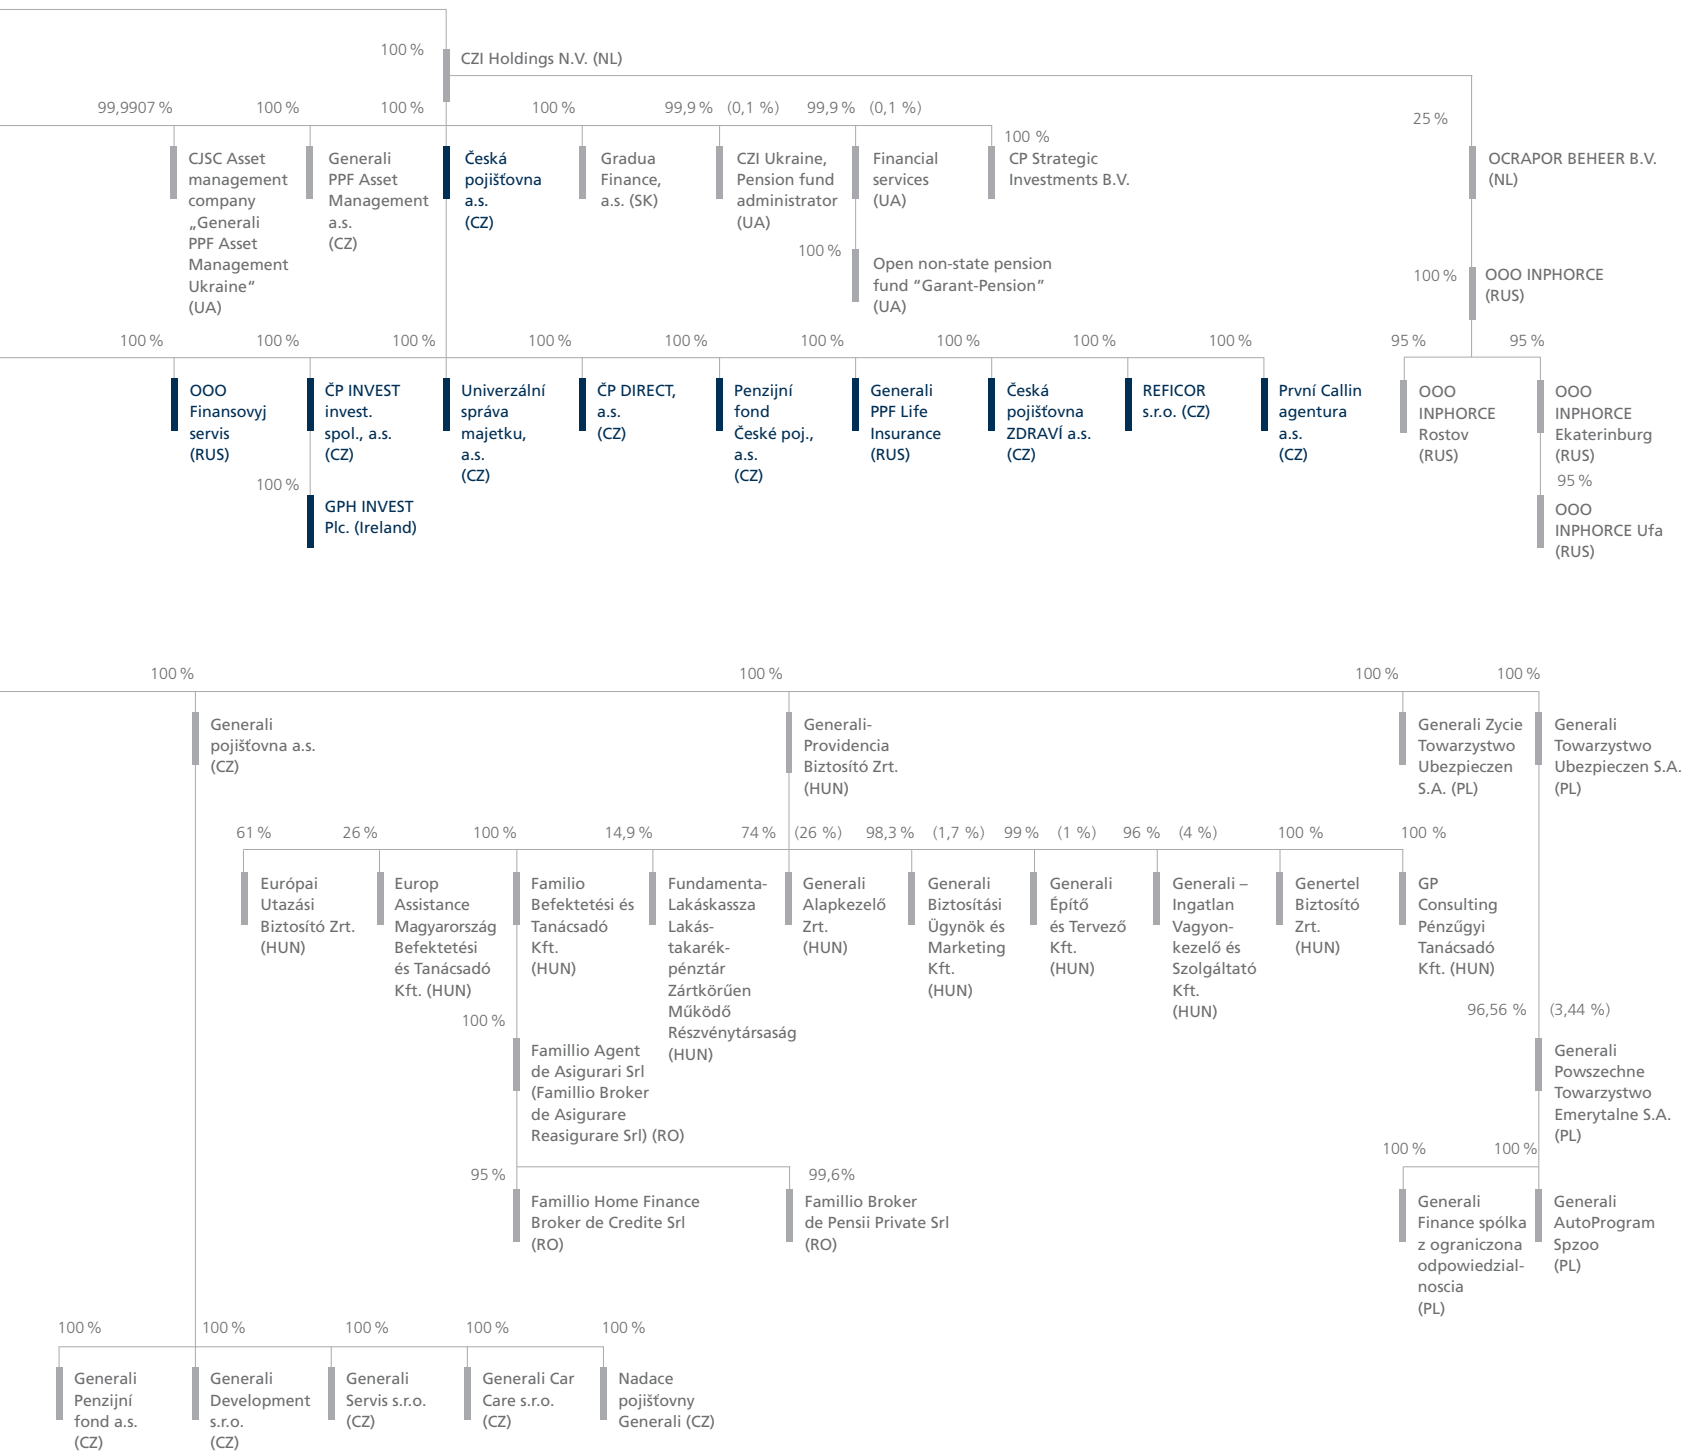 100 %
CZI Holdings N.V. (NL)
99,9907 %
100 %
100 %
100 %
99,9 % (0,1 %)
99,9 % (0,1 %)
100 %
25 %
CJSC Asset
management
company
„Generali
PPF Asset
Management
Ukraine“
(UA)
Generali
PPF Asset
Management
a.s.
(CZ)
Česká
pojišťovna
a.s.
(CZ)
Gradua
Finance,
a.s. (SK)
CZI Ukraine,
Pension fund
administrator
(UA)
Financial
services
(UA)
CP Strategic
Investments B.V.
OCRAPOR BEHEER B.V.
(NL)
100 %
Open non-state pension
fund “Garant-Pension”
(UA)
100 %
OOO INPHORCE
(RUS)
100 %
100 %
100 %
100 %
100 %
100 %
100 %
100 %
100 %
95 %
95 %
OOO
Finansovyj
servis
(RUS)
ČP INVEST
invest.
spol., a.s.
(CZ)
Univerzální
správa
majetku,
a.s.
(CZ)
ČP DIRECT,
a.s.
(CZ)
Penzijní
fond
České poj.,
a.s.
(CZ)
Generali
PPF Life
Insurance
(RUS)
Česká
pojišťovna
ZDRAVÍ a.s.
(CZ)
REFICOR
s.r.o. (CZ)
První Callin
agentura
a.s.
(CZ)
OOO
INPHORCE
Rostov
(RUS)
OOO
INPHORCE
Ekaterinburg
(RUS)
100 %
GPH INVEST
Plc. (Ireland)
95 %
OOO
INPHORCE Ufa
(RUS)
100 %
100 %
100 %
100 %
Generali
pojišťovna a.s.
(CZ)
Generali-
Providencia
Biztosító Zrt.
(HUN)
Generali Zycie
Towarzystwo
Ubezpieczen
S.A. (PL)
Generali
Towarzystwo
Ubezpieczen S.A.
(PL)
61 %
26 %
100 %
14,9 %
74 % (26 %)
98,3 % (1,7 %)
99 % (1 %)
96 % (4 %)
100 %
100 %
Európai
Utazási
Biztosító Zrt.
(HUN)
Europ
Assistance
Magyarország
Befektetési
és Tanácsadó
Kft. (HUN)
Familio
Befektetési és
Tanácsadó
Kft.
(HUN)
Fundamenta-
Lakáskassza
Lakás-
takarék-
pénztár
Zártkörűen
Működő
Részvénytársaság
(HUN)
Generali
Alapkezelő
Zrt.
(HUN)
Generali
Biztosítási
Ügynök és
Marketing
Kft.
(HUN)
Generali
Építő
és Tervező
Kft.
(HUN)
Generali –
Ingatlan
Vagyon-
kezelő és
Szolgáltató
Kft.
(HUN)
Genertel
Biztosító
Zrt.
(HUN)
GP
Consulting
Pénzűgyi
Tanácsadó
Kft. (HUN)
100 %
Famillio Agent
de Asigurari Srl
(Famillio Broker
de Asigurare
Reasigurare Srl) (RO)
96,56 % (3,44 %)
Generali
Powszechne
Towarzystwo
Emerytalne S.A.
(PL)
95 %
Famillio Home Finance
Broker de Credite Srl
(RO)
99,6%
Famillio Broker
de Pensii Private Srl
(RO)
100 %
100 %
Generali
Finance spólka
z ograniczona
odpowiedzial-
noscia
(PL)
Generali
AutoProgram
Spzoo
(PL)
100 %
100 %
100 %
100 %
100 %
Generali
Penzijní
fond a.s.
(CZ)
Generali
Development
s.r.o.
(CZ)
Generali
Servis s.r.o.
(CZ)
Generali Car
Care s.r.o.
(CZ)
Nadace
pojišťovny
Generali (CZ)